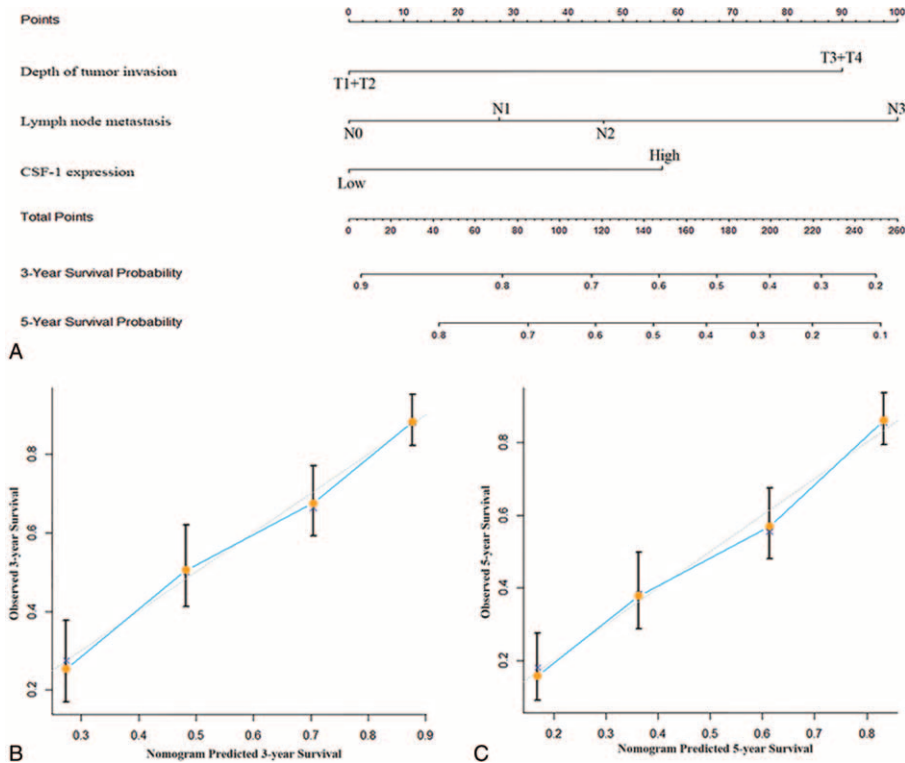 Points
0 10 20 30 40 50 60 70 80 90 100
Depth of tumor invasion
T3+T4
T1+T2
Lymph node metastasis
N1 N3
N0 N2
CSF-1 expression
High
Low
Total Points
0 20 40 60 80 100 120 140 160 180 200 220 240 260
3-Year Survival Probability
0.9 0.8 0.7 0.6 0.5 0.4 0.3 0.2
5-Year Survival Probability
0.8 0.7 0.6 0.5 0.4 0.3 0.2 0.1
A
Observed 3-year Survival
0.2 0.4 0.6 0.8
0.3 0.4 0.5 0.6 0.7 0.8 0.9
Nomogram Predicted 3-year Survival
B
Observed 5-year Survival
0.2 0.4 0.6 0.8
0.2 0.3 0.4 0.5 0.6 0.7 0.8
Nomogram Predicted 5-year Survival
C